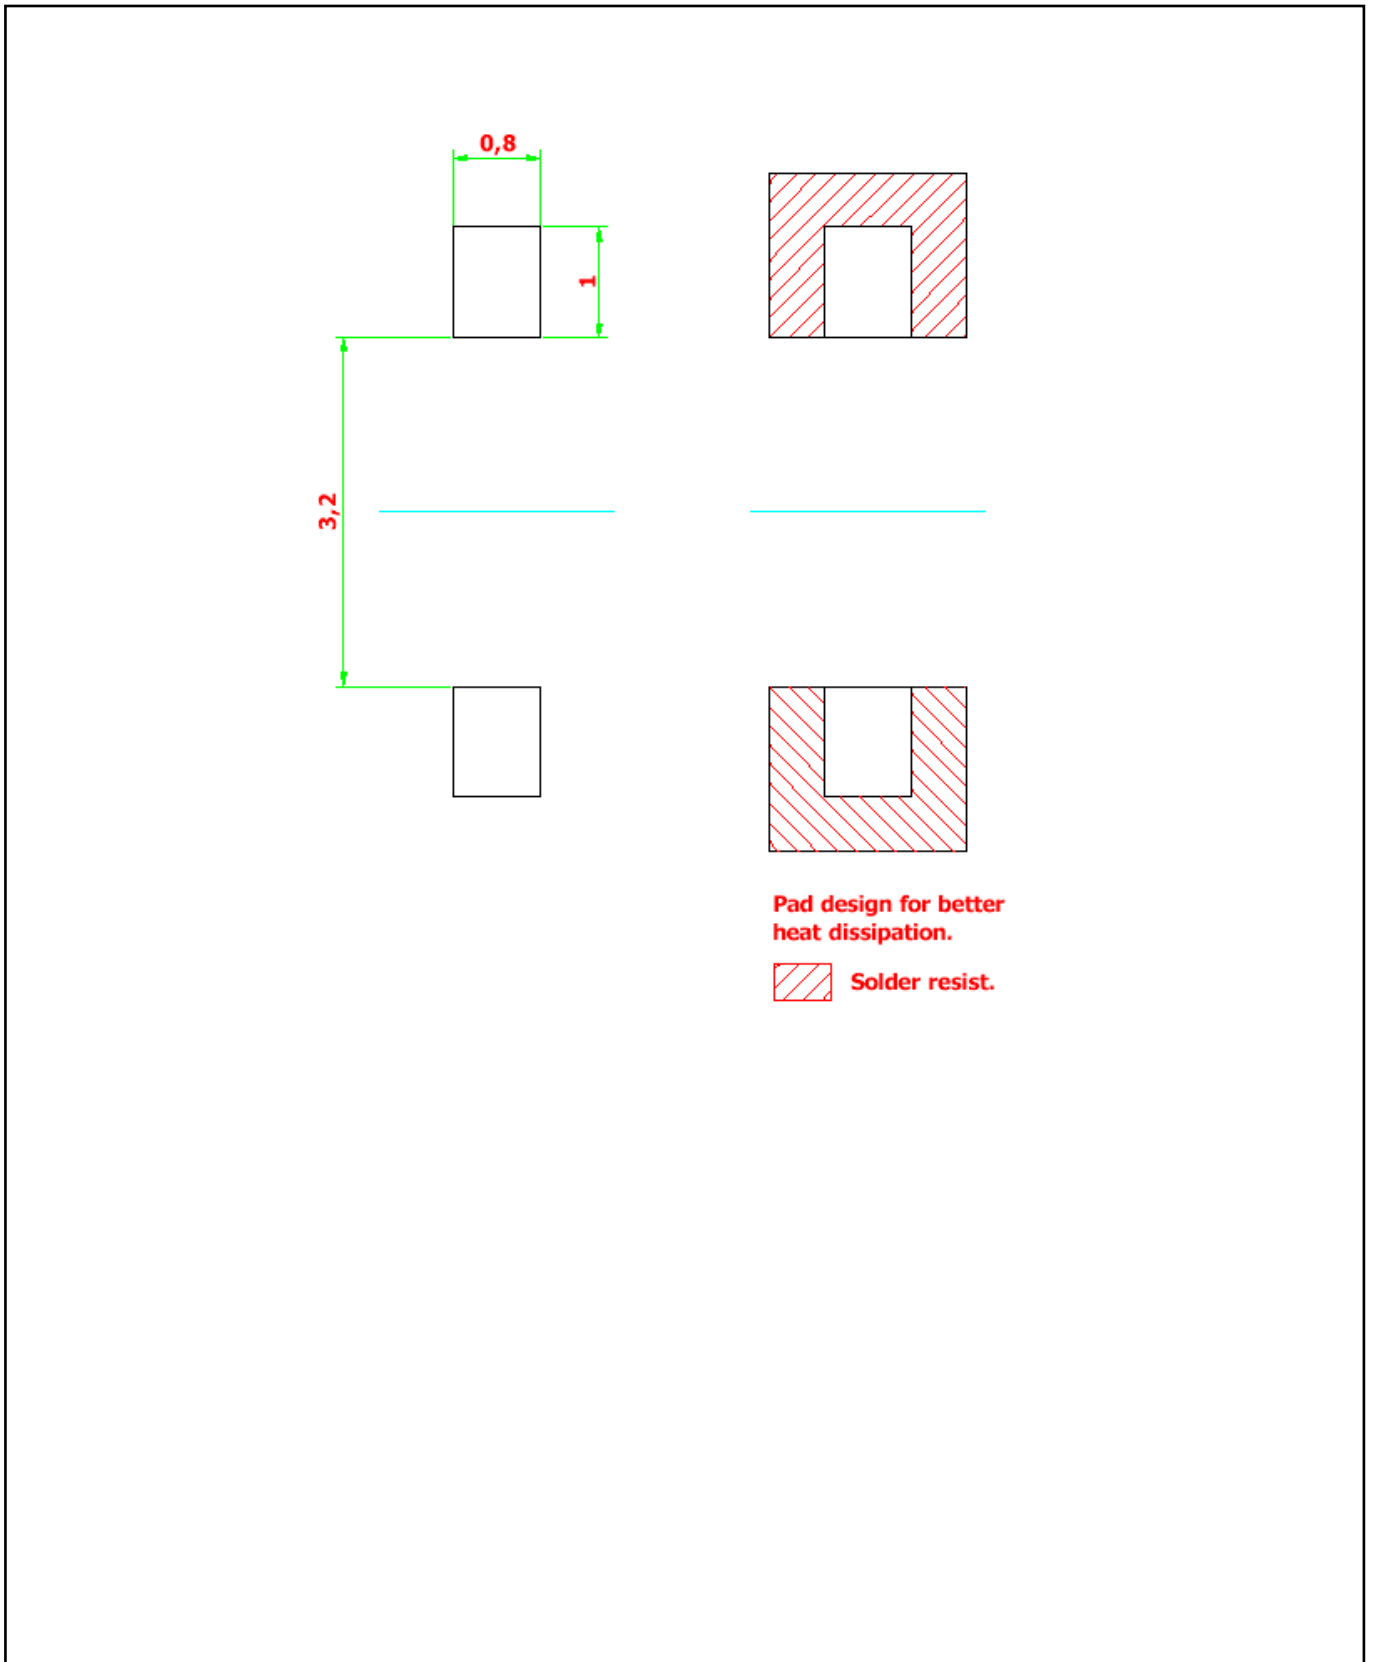 0,8
1
3,2
Pad design for better
heat dissipation.
Solder resist.